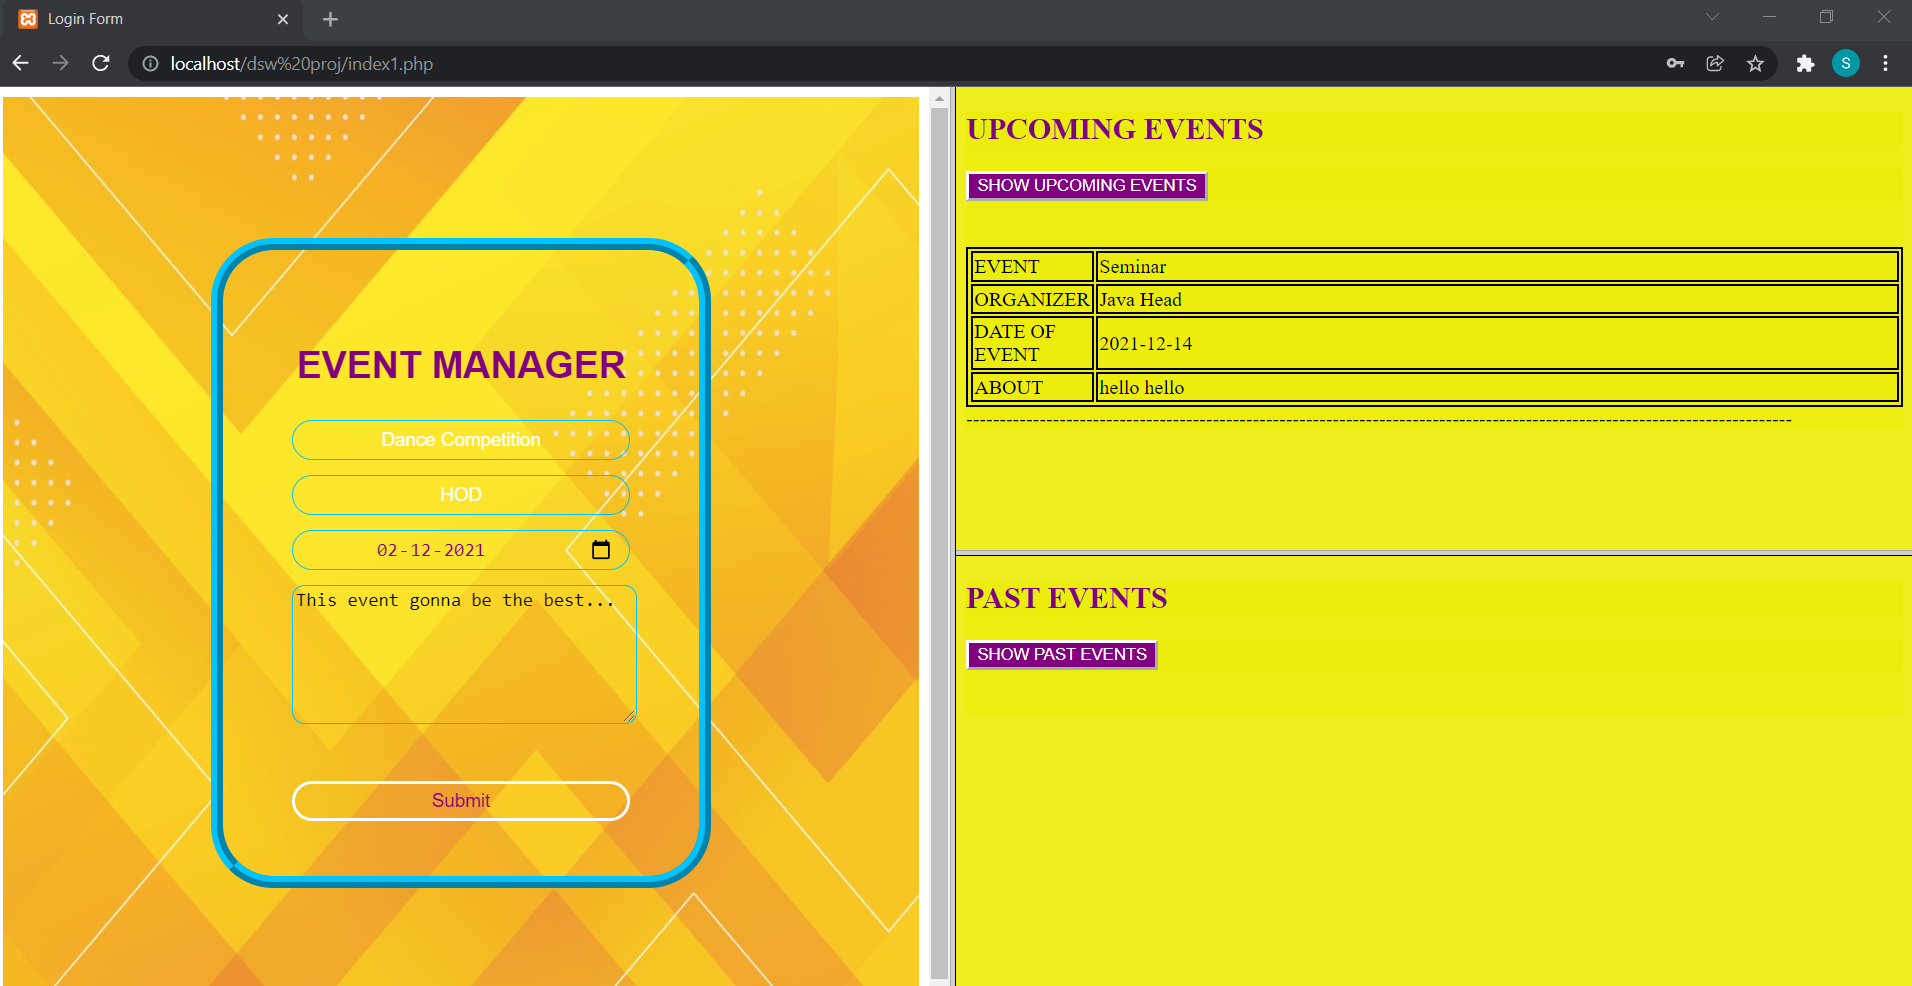 Login Form
localhost/dsw%20proj/index1.php
S
EVENT MANAGER
Dance Competition
HOD
02-12-2021
This event gonna be the best...
Submit
UPCOMING EVENTS
SHOW UPCOMING EVENTS
EVENT Seminar
ORGANIZER Java Head
DATE OF
EVENT 2021-12-14
ABOUT hello hello
PAST EVENTS
SHOW PAST EVENTS